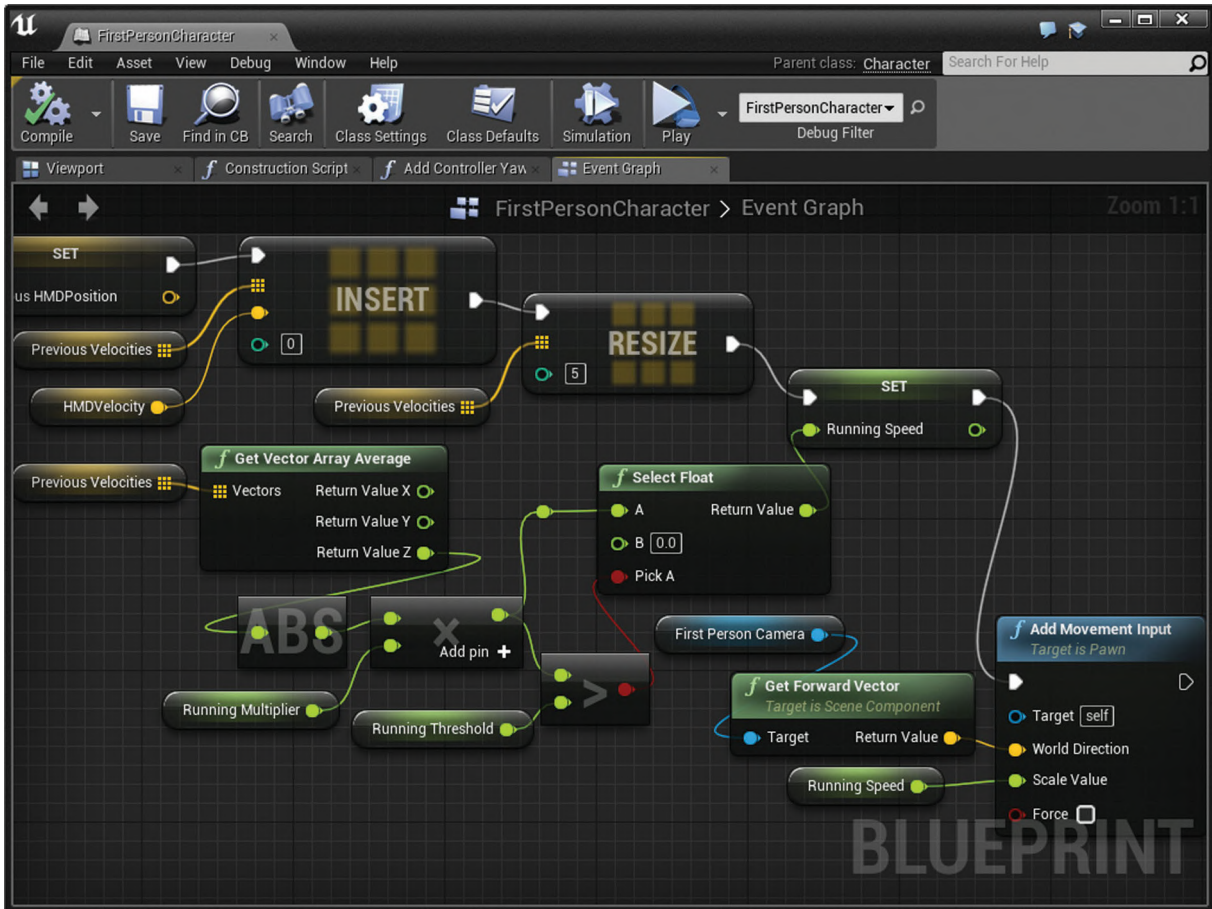 FirstPersonCharacter
File Edit Asset View Debug Window Help
Parent class: Character
Search For Help
Compile
Save
Find in CB
Search
Class Settings
Class Defaults
Simulation
Play
FirstPersonCharacter
Debug Filter
Viewport
Construction Script
Add Controller Yaw
Event Graph
FirstPersonCharacter > Event Graph
Zoom 1:1
SET
us HMDPosition
Previous Velocities
HMDVelocity
INSERT
0
Previous Velocities
RESIZE
5
SET
Running Speed
Previous Velocities
f Get Vector Array Average
Vectors
Return Value X
Return Value Y
Return Value Z
ABS
×
Add pin +
Running Multiplier
Running Threshold
>
f Select Float
A
Return Value
B 0.0
Pick A
First Person Camera
f Get Forward Vector
Target is Scene Component
Target
Return Value
Running Speed
f Add Movement Input
Target is Pawn
Target self
World Direction
Scale Value
Force
BLUEPRINT